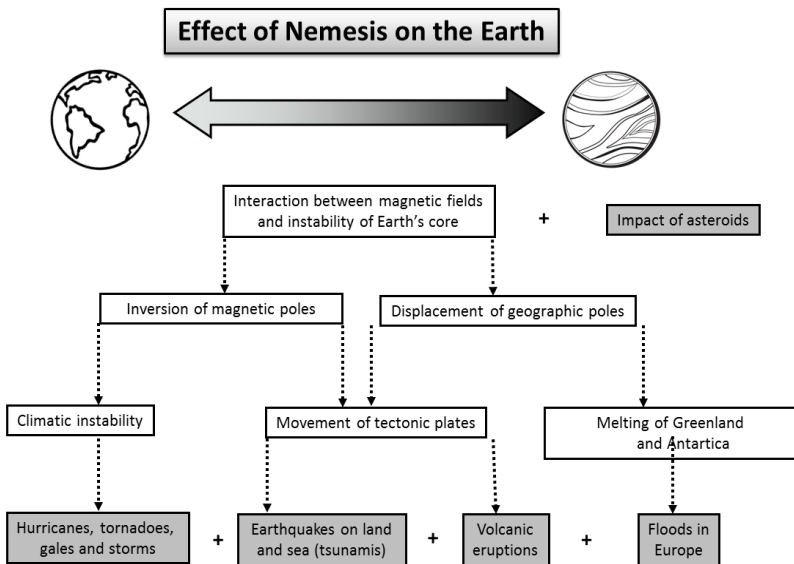 Effect of Nemesis on the Earth
Interaction between magnetic fields
and instability of Earth's core
+
Impact of asteroids
Inversion of magnetic poles
Displacement of geographic poles
Climatic instability
Movement of tectonic plates
Melting of Greenland
and Antartica
Hurricanes, tornadoes,
gales and storms
+
Earthquakes on land
and sea (tsunamis)
+
Volcanic
eruptions
+
Floods in
Europe